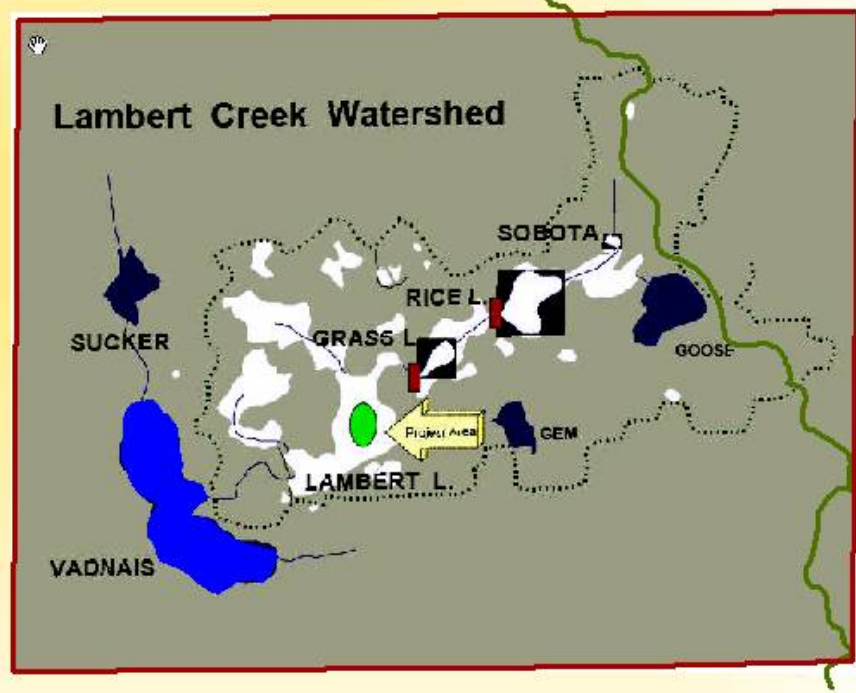 Lambert Creek Watershed
SOBOTA
RICE L.
GRASS L.
SUCKER
GOOSE
Project Area
GEM
LAMBERT L.
VADNAIS